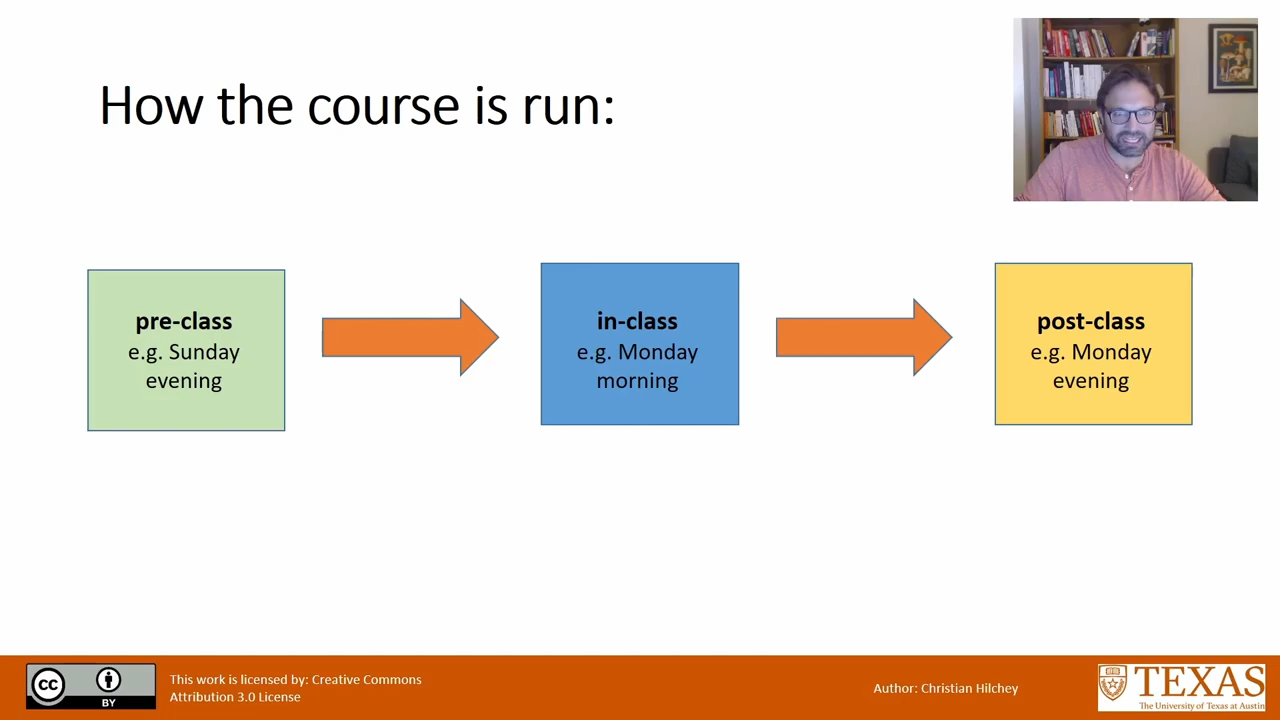 How the course is run:
pre-class
e.g. Sunday
evening
in-class
e.g. Monday
morning
post-class
e.g. Monday
evening
CC
BY
This work is licensed by: Creative Commons
Attribution 3.0 License
Author: Christian Hilchey
TEXAS
The University of Texas at Austin